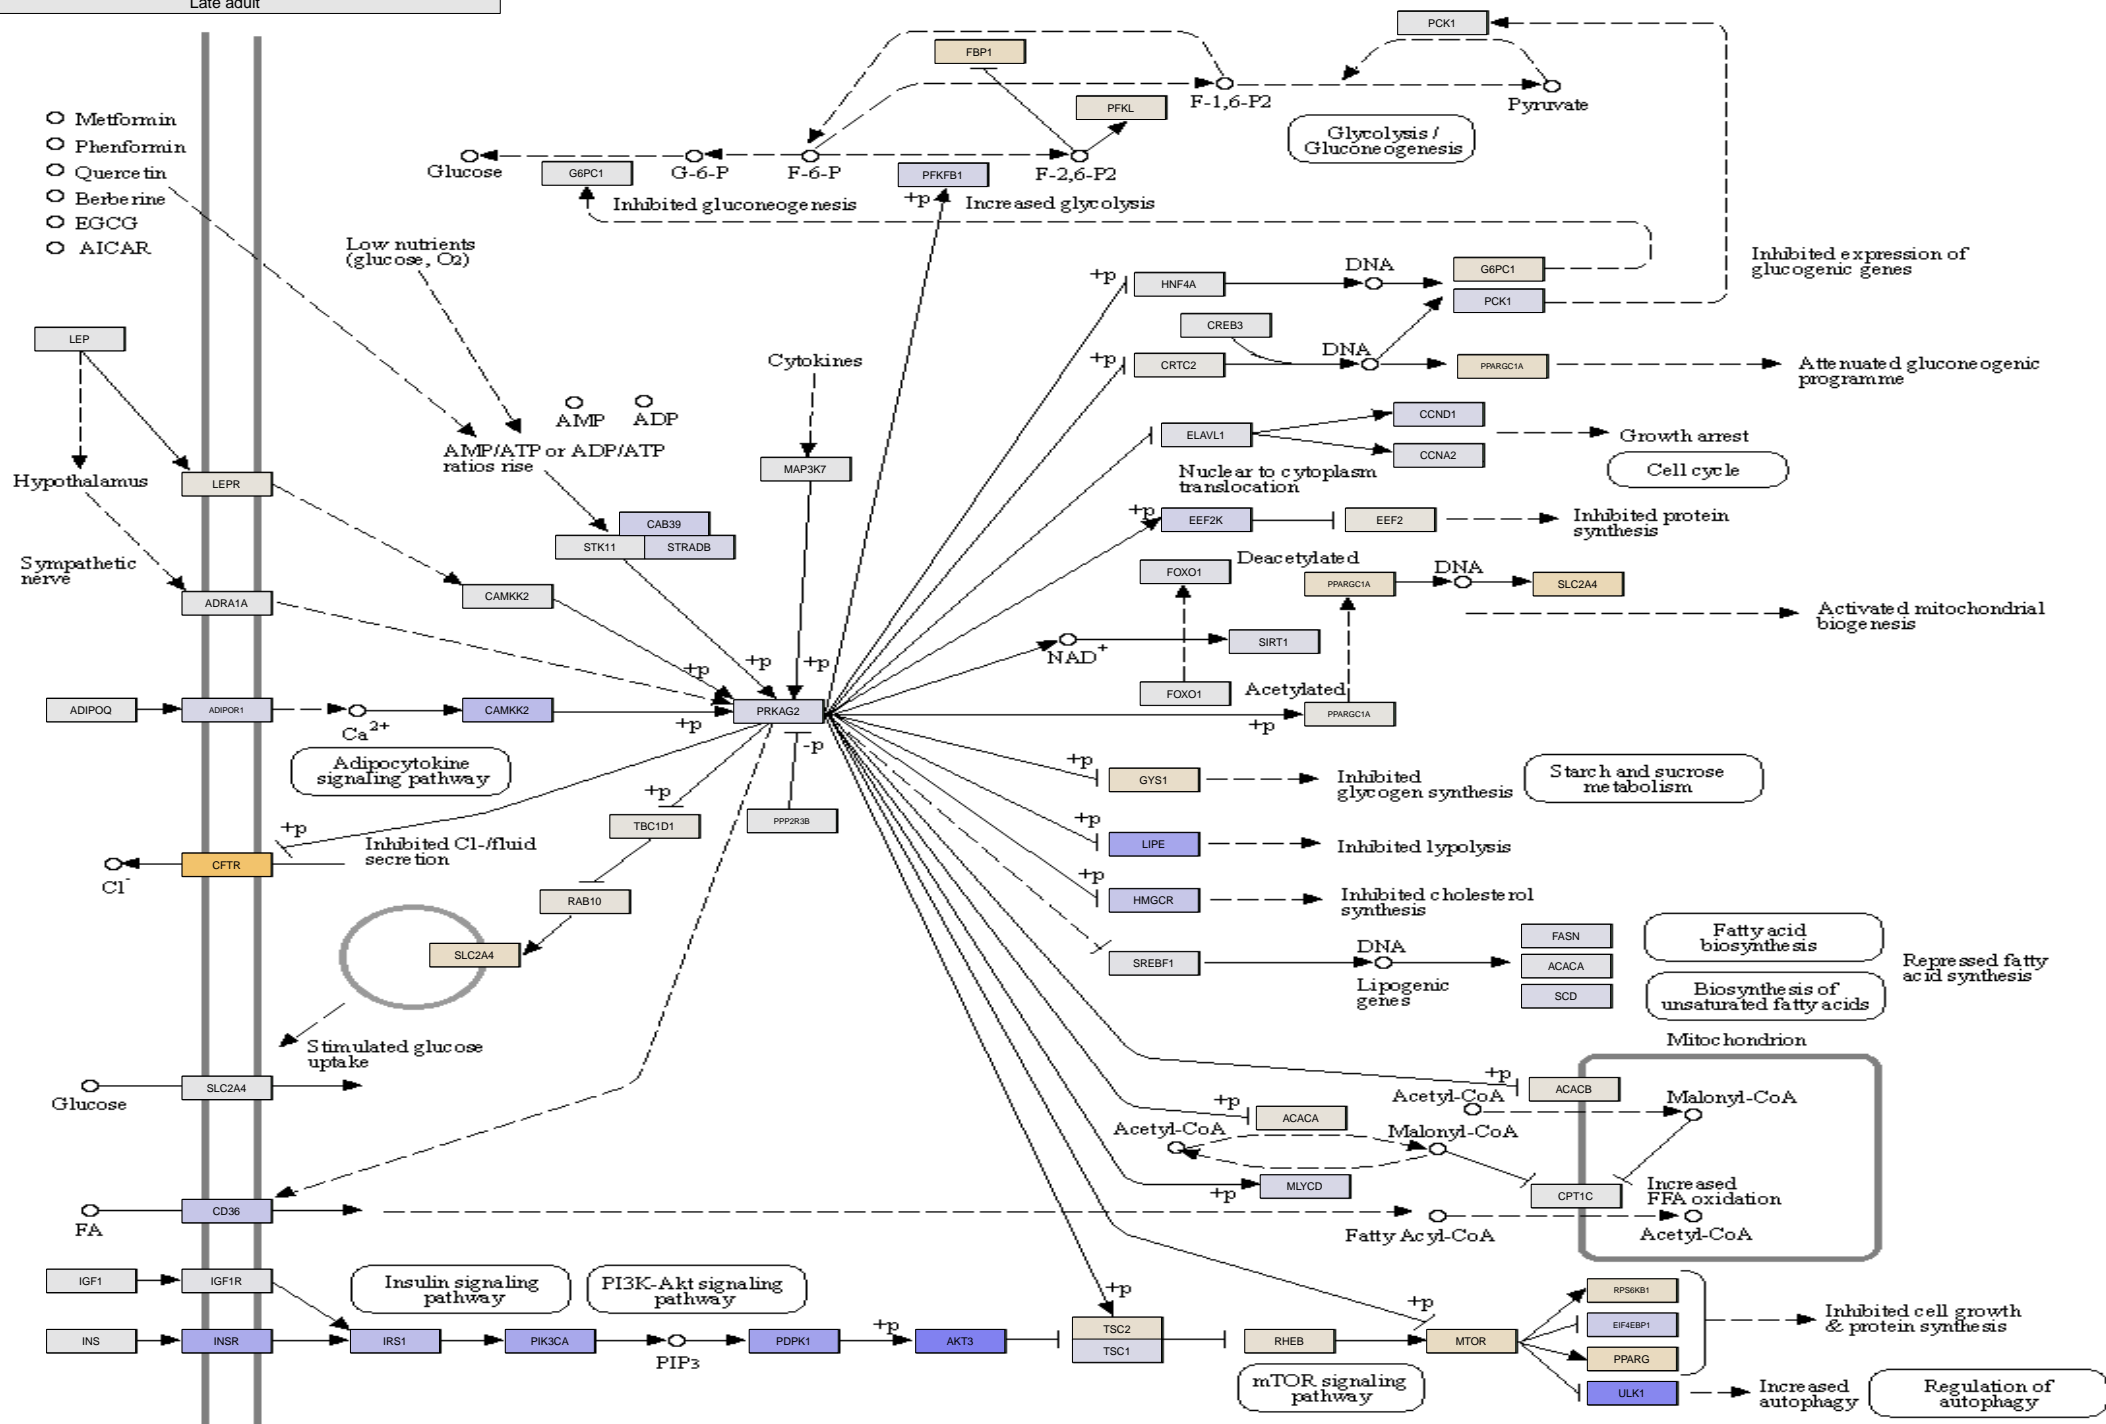 Late adult
PCK1
FBP1
F-1,6-P2
Pyruvate
PFKL
Metformin
Phenformin
Quercetin
Berberine
EGCG
AICAR
Glycolysis /
Gluconeogenesis
Glucose
G6PC1
G-6-P
F-6-P
PFKFB1
F-2,6-P2
+p
Inhibited gluconeogenesis
Increased glycolysis
Low nutrients
(glucose, O2)
Inhibited expression of
glucogenic genes
+p
HNF4A
DNA
G6PC1
PCK1
CREB3
LEP
Cytokines
+p
CRTC2
DNA
PPARGC1A
Attenuated gluconeogenic
programme
AMP
ADP
AMP/ATP or ADP/ATP
ratios rise
ELAVL1
CCND1
CCNA2
Growth arrest
Cell cycle
Nuclear to cytoplasm
translocation
MAP3K7
Hypothalamus
LEPR
CAB39
STK11
STRADB
+p
EEF2K
EEF2
Inhibited protein
synthesis
Sympathetic
nerve
ADRA1A
CAMKK2
FOXO1
Deacetylated
PPARGC1A
DNA
SLC2A4
Activated mitochondrial
biogenesis
NAD+
SIRT1
+p
+p
+p
FOXO1
Acetylated
PPARGC1A
+p
ADIPOQ
ADIPOR1
Ca2+
CAMKK2
+p
PRKAG2
-p
Adipocytokine
signaling pathway
+p
GYS1
Inhibited
glycogen synthesis
Starch and sucrose
metabolism
+p
TBC1D1
PPP2R3B
+p
LIPE
Inhibited lypolysis
+p
Inhibited Cl-/fluid
secretion
CFTR
Cl-
+p
HMGCR
Inhibited cholesterol
synthesis
RAB10
SLC2A4
SREBF1
DNA
Lipogenic
genes
FASN
ACACA
SCD
Fatty acid
biosynthesis
Biosynthesis of
unsaturated fatty acids
Repressed fatty
acid synthesis
Stimulated glucose
uptake
Mitochondrion
Glucose
SLC2A4
+p
ACACB
Acetyl-CoA
Malonyl-CoA
+p
ACACA
Acetyl-CoA
Malonyl-CoA
+p
MLYCD
CPT1C
Increased
FFA oxidation
FA
CD36
Fatty Acyl-CoA
Acetyl-CoA
IGF1
IGF1R
Insulin signaling
pathway
PI3K-Akt signaling
pathway
+p
+p
RPS6KB1
EIF4EBP1
PPARG
ULK1
Inhibited cell growth
& protein synthesis
INS
INSR
IRS1
PIK3CA
PIP3
PDPK1
+p
AKT3
TSC2
TSC1
RHEB
MTOR
mTOR signaling
pathway
Increased
autophagy
Regulation of
autophagy